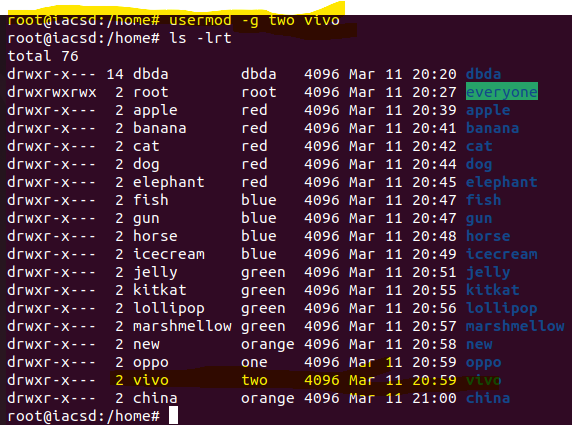 root@iacsd:/home# usermod -g two vivo
root@iacsd:/home# ls -lrt
total 76
drwxr-x--- 14 dbda dbda 4096 Mar 11 20:20 dbda
drwxrwxrwx 2 root root 4096 Mar 11 20:27 everyone
drwxr-x--- 2 apple red 4096 Mar 11 20:39 apple
drwxr-x--- 2 banana red 4096 Mar 11 20:41 banana
drwxr-x--- 2 cat red 4096 Mar 11 20:42 cat
drwxr-x--- 2 dog red 4096 Mar 11 20:44 dog
drwxr-x--- 2 elephant red 4096 Mar 11 20:45 elephant
drwxr-x--- 2 fish blue 4096 Mar 11 20:47 fish
drwxr-x--- 2 gun blue 4096 Mar 11 20:47 gun
drwxr-x--- 2 horse blue 4096 Mar 11 20:48 horse
drwxr-x--- 2 icecream blue 4096 Mar 11 20:49 icecream
drwxr-x--- 2 jelly green 4096 Mar 11 20:51 jelly
drwxr-x--- 2 kitkat green 4096 Mar 11 20:55 kitkat
drwxr-x--- 2 lollipop green 4096 Mar 11 20:56 lollipop
drwxr-x--- 2 marshmellow green 4096 Mar 11 20:57 marshmellow
drwxr-x--- 2 new orange 4096 Mar 11 20:58 new
drwxr-x--- 2 oppo one 4096 Mar 11 20:59 oppo
drwxr-x--- 2 vivo two 4096 Mar 11 20:59 vivo
drwxr-x--- 2 china orange 4096 Mar 11 21:00 china
root@iacsd:/home#